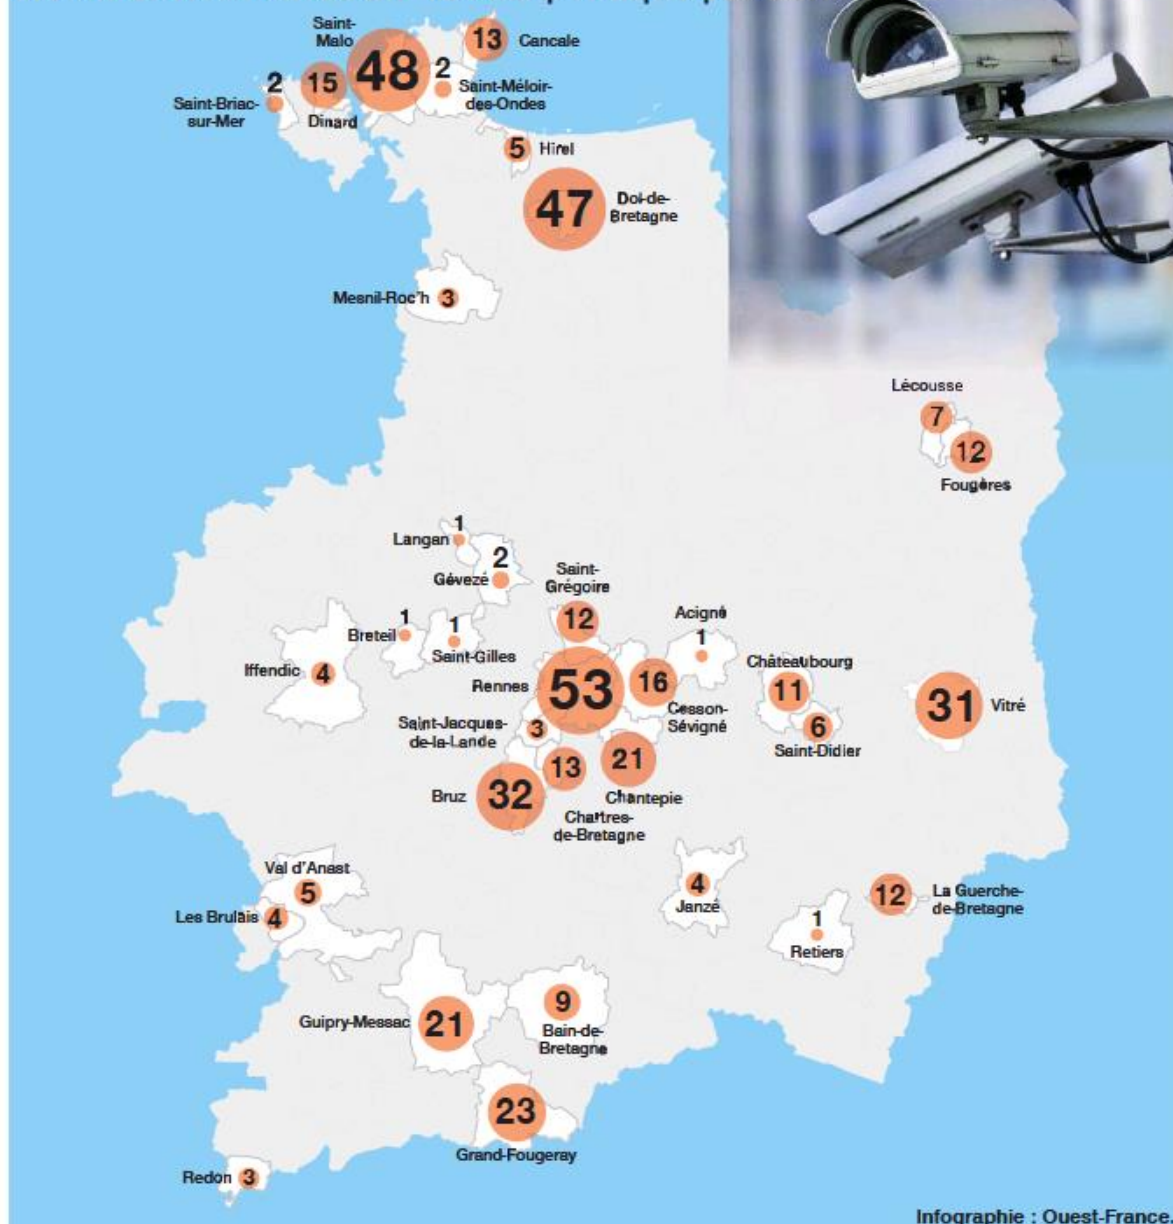 Saint-
Malo
48
13
Cancale
2
Saint-Briac-
sur-Mer
15
Dinard
2
Saint-Méloir-
des-Ondes
5
Hirel
47
Dol-de-
Bretagne
Mesnil-Roc'h
3
Lécousse
7
12
Fougères
1
Langan
2
Gévezé
Saint-
Grégoire
12
Acigné
1
1
Breteil
1
Saint-Gilles
Iffendic
4
Rennes
53
16
Cesson-
Sévigné
Châteaubourg
11
6
Saint-Didier
31
Vitré
Saint-Jacques-
de-la-Lande
3
13
21
Chantepie
Bruz
32
Chartres-
de-Bretagne
Val d'Anast
5
Les Brulais
4
4
Janzé
12
La Guerche-
de-Bretagne
1
Retiers
Guipry-Messac
21
9
Bain-de-
Bretagne
23
Grand-Fougeray
Redon
3
Infographie : Ouest-France